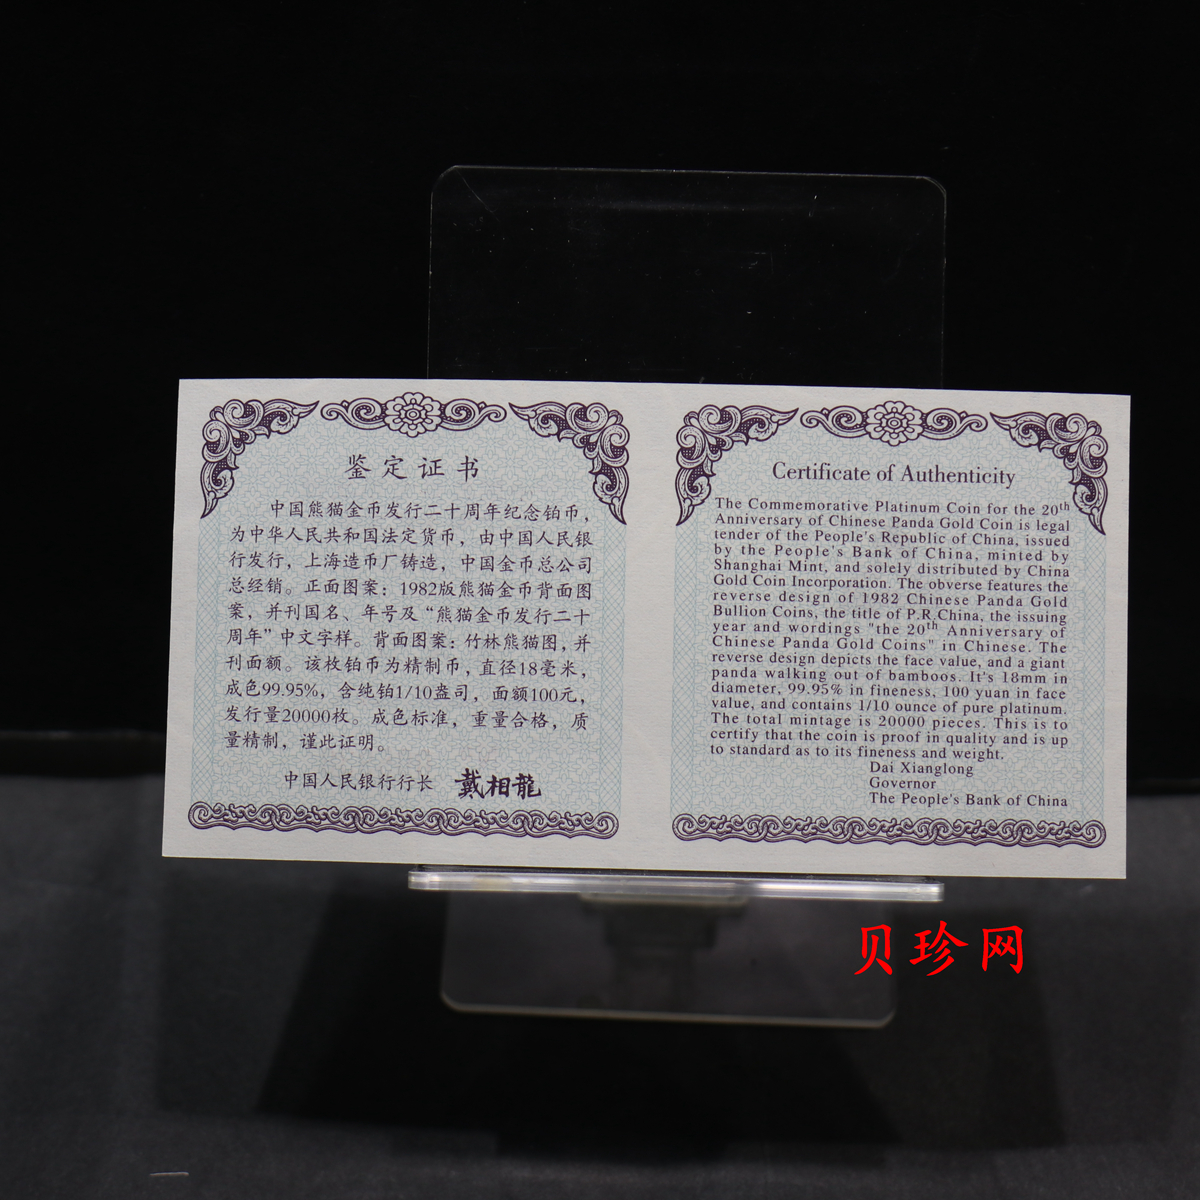 鉴定证书
中国熊猫金币发行二十周年纪念铂币，
为中华人民共和国法定货币，由中国人民银
行发行，上海造币厂铸造，中国金币总公司
总经销。正面图案：1982版熊猫金币背面图
案，并刊国名、年号及“熊猫金币发行二十
周年”中文字样。背面图案：竹林熊猫图，并
刊面额。该枚铂币为精制币，直径18毫米，
成色99.95%，含纯铂1/10盎司，面额100元，
发行量20000枚。成色标准，重量合格，质
量精制，谨此证明。
中国人民银行行长 戴相龍
Certificate of Authenticity
The Commemorative Platinum Coin for the 20th
Anniversary of Chinese Panda Gold Coin is legal
tender of the People's Republic of China, issued
by the People's Bank of China, minted by
Shanghai Mint, and solely distributed by China
Gold Coin Incorporation. The obverse features the
reverse design of 1982 Chinese Panda Gold
Bullion Coins, the title of P.R.China, the issuing
year and wordings "the 20th Anniversary of
Chinese Panda Gold Coins" in Chinese. The
reverse design depicts the face value, and a giant
panda walking out of bamboos. It's 18mm in
diameter, 99.95% in fineness, 100 yuan in face
value, and contains 1/10 ounce of pure platinum.
The total mintage is 20000 pieces. This is to
certify that the coin is proof in quality and is up
to standard as to its fineness and weight.
Dai Xianglong
Governor
The People's Bank of China
贝珍网